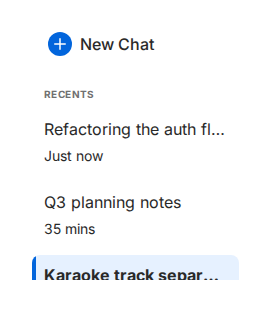 New Chat
RECENTS
Refactoring the auth fl...
Just now
Q3 planning notes
35 mins
Karaoke track separ...